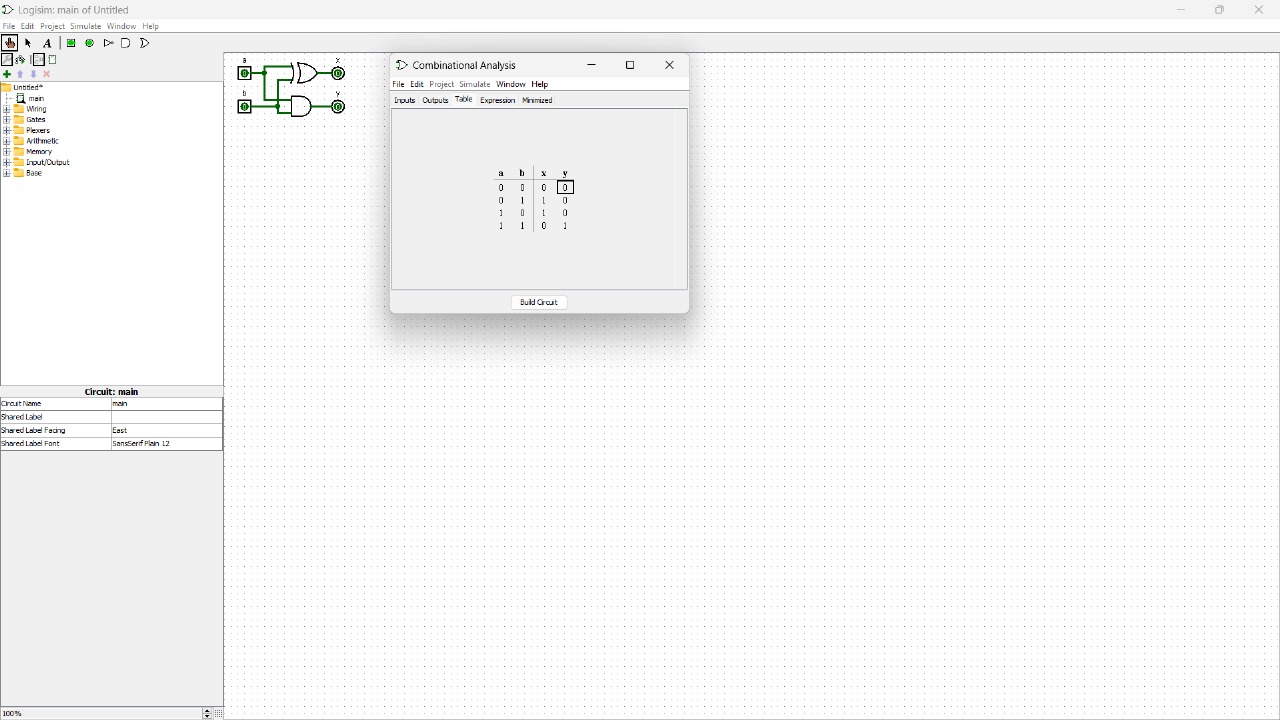 Logisim: main of Untitled
File Edit Project Simulate Window Help
A
Untitled*
main
Wiring
Gates
Plexers
Arithmetic
Memory
Input/Output
Base
Circuit: main
Circuit Name main
Shared Label
Shared Label Facing East
Shared Label Font SansSerif Plain 12
100%
a x
b y
Combinational Analysis
File Edit Project Simulate Window Help
Inputs Outputs Table Expression Minimized
a b x y
0 0 0 0
0 1 1 0
1 0 1 0
1 1 0 1
Build Circuit